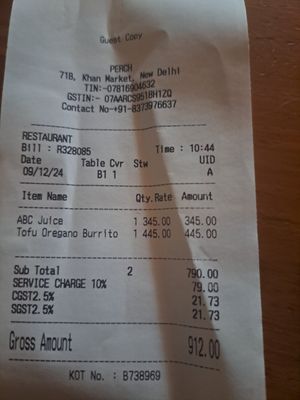 Guest Copy
PERCH
71B, Khan Market, New Delhi
TIN:-07816904632
GSTIN:- 07AARCS9518H1ZQ
Contact No-+91-8373976637
RESTAURANT
Bill : R328085 Time : 10:44
Date Table Cvr Stw UID
09/12/24 B1 1 A
Item Name Qty.Rate Amount
ABC Juice 1 345.00 345.00
Tofu Oregano Burrito 1 445.00 445.00
Sub Total 2 790.00
SERVICE CHARGE 10% 79.00
CGST2.5% 21.73
SGST2.5% 21.73
Gross Amount 912.00
KOT No. : B738969